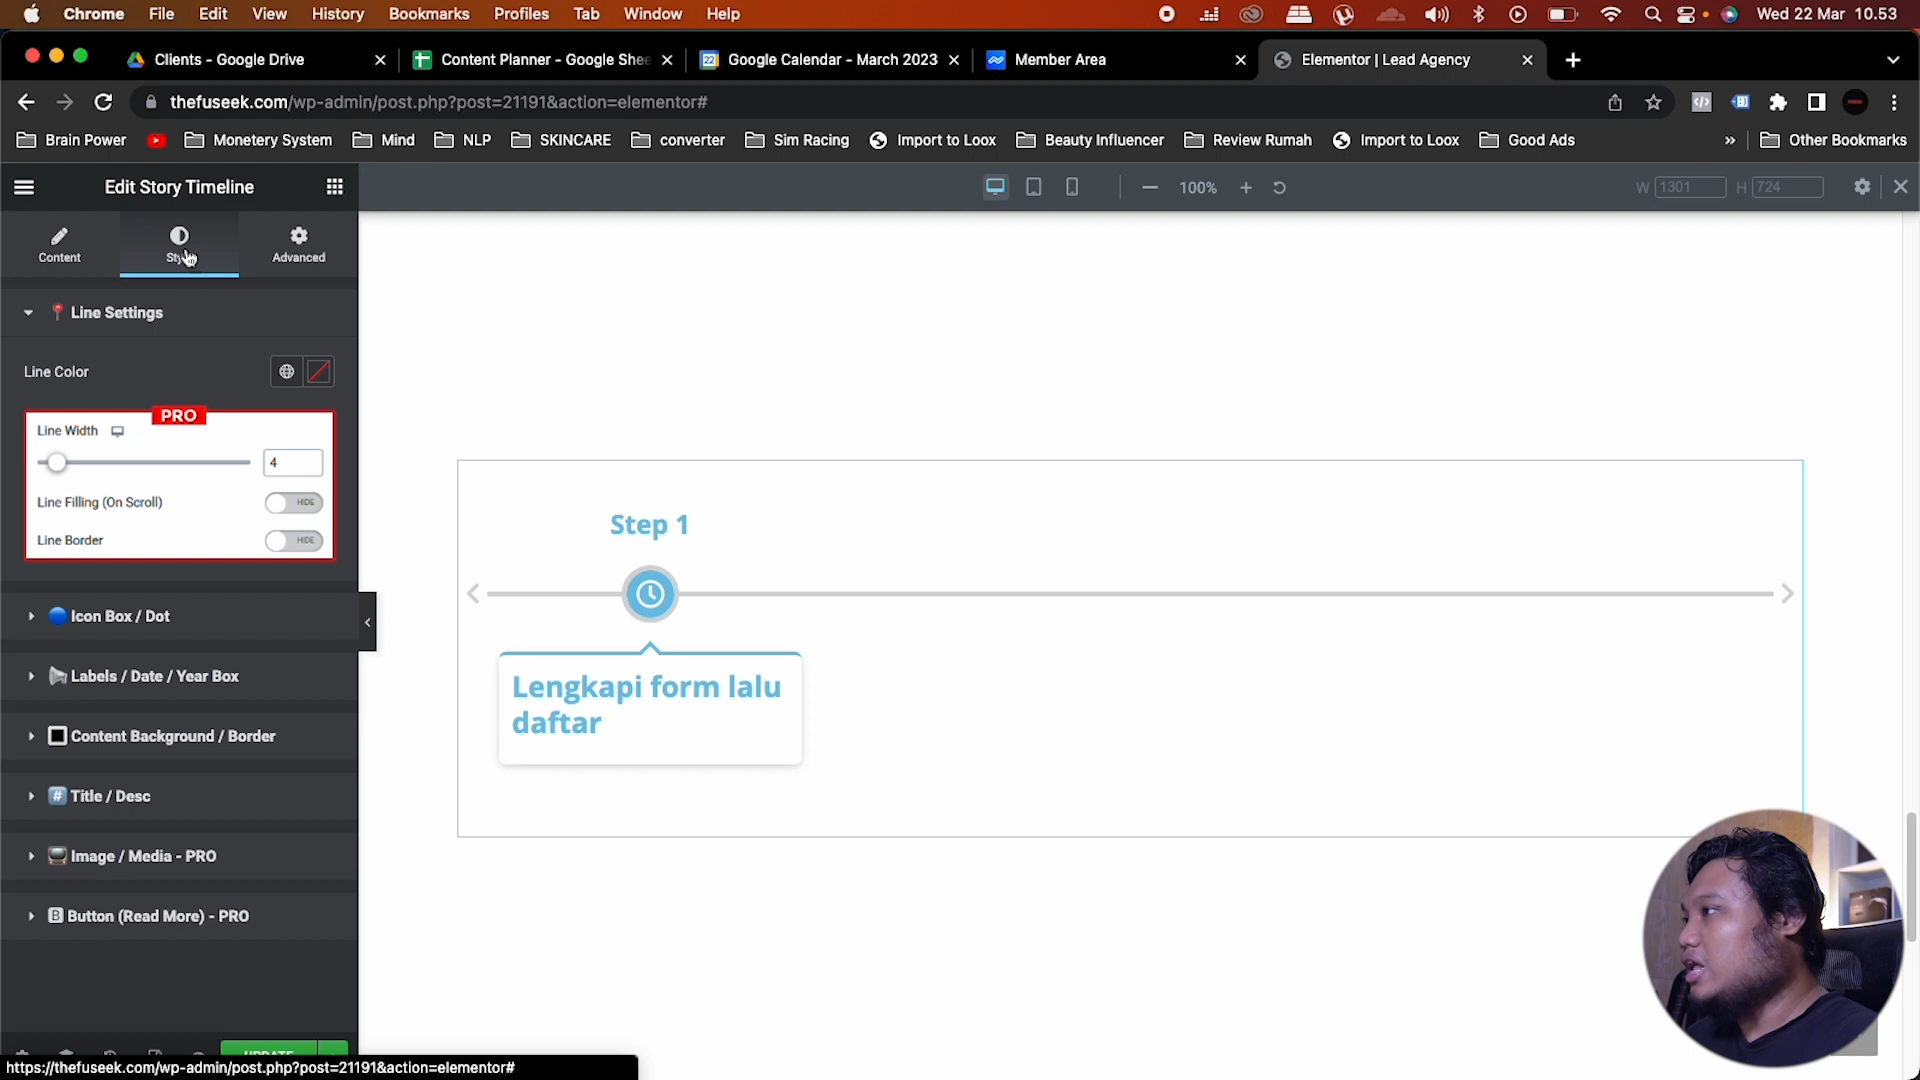 Chrome File Edit View History Bookmarks Profiles Tab Window Help Wed 22 Mar 10.53
Clients - Google Drive Content Planner - Google Shee 22 Google Calendar - March 2023 Member Area Elementor | Lead Agency
thefuseek.com/wp-admin/post.php?post=21191&action=elementor#
Brain Power Monetery System Mind NLP SKINCARE converter Sim Racing Import to Loox Beauty Influencer Review Rumah Import to Loox Good Ads » Other Bookmarks
Edit Story Timeline 100% W 1301 H 724
Content Advanced
Line Settings
Line Color
PRO
Line Width
4
Line Filling (On Scroll) HIDE
Line Border HIDE
Icon Box / Dot
Labels / Date / Year Box
Content Background / Border
# Title / Desc
Image / Media - PRO
B Button (Read More) - PRO
UPDATE
https://thefuseek.com/wp-admin/post.php?post=21191&action=elementor#
Step 1
Lengkapi form lalu
daftar